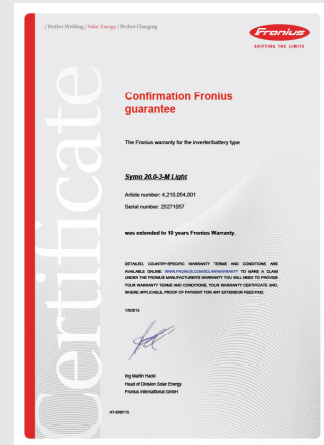 / Perfect Welding / Solar Energy / Perfect Charging
Fronius
SHIFTING THE LIMITS
Certificate
Confirmation Fronius
guarantee
The Fronius warranty for the inverter/battery type
Symo 20.0-3-M Light
Article number: 4,210,054,001
Serial number: 25271057
was extended to 10 years Fronius Warranty.
DETAILED, COUNTRY-SPECIFIC WARRANTY TERMS AND CONDITIONS ARE
AVAILABLE ONLINE: WWW.FRONIUS.COM/SOLARWARRANTY TO MAKE A CLAIM
UNDER THE FRONIUS MANUFACTURER'S WARRANTY YOU WILL NEED TO PROVIDE
YOUR WARRANTY TERMS AND CONDITIONS, YOUR WARRANTY CERTIFICATE AND,
WHERE APPLICABLE, PROOF OF PAYMENT FOR ANY EXTENSION FEES PAID.
Ing Martin Hackl
Head of Division Solar Energy
Fronius International GmbH